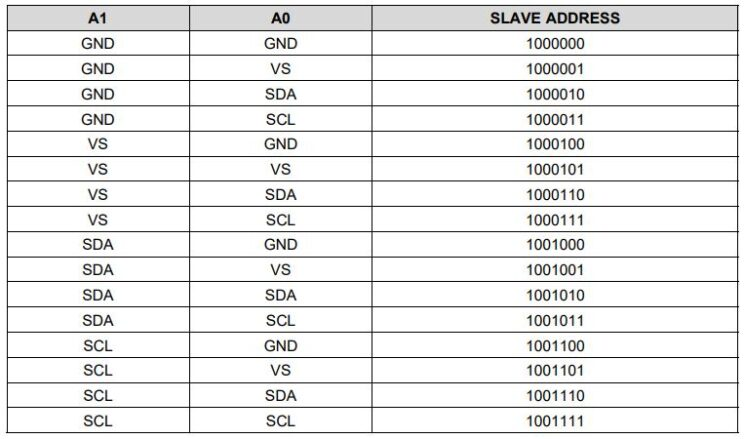 A1 A0 SLAVE ADDRESS
GND GND 1000000
GND VS 1000001
GND SDA 1000010
GND SCL 1000011
VS GND 1000100
VS VS 1000101
VS SDA 1000110
VS SCL 1000111
SDA GND 1001000
SDA VS 1001001
SDA SDA 1001010
SDA SCL 1001011
SCL GND 1001100
SCL VS 1001101
SCL SDA 1001110
SCL SCL 1001111